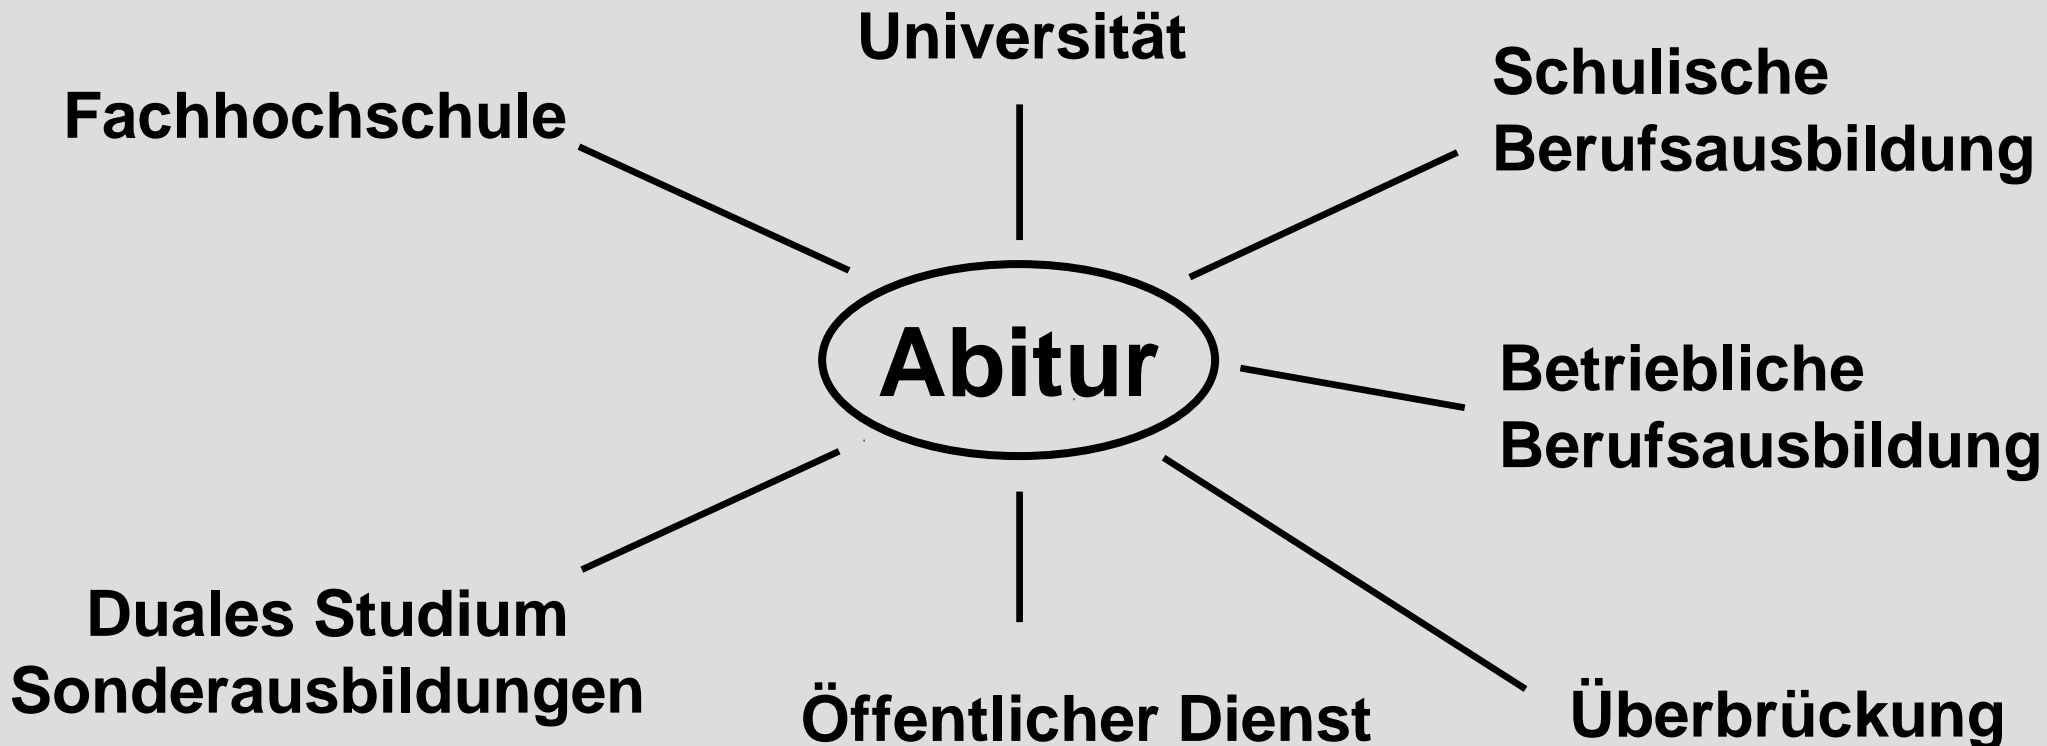 Universität
Fachhochschule
Schulische
Berufsausbildung
Abitur
Betriebliche
Berufsausbildung
Duales Studium
Sonderausbildungen
Öffentlicher Dienst
Überbrückung